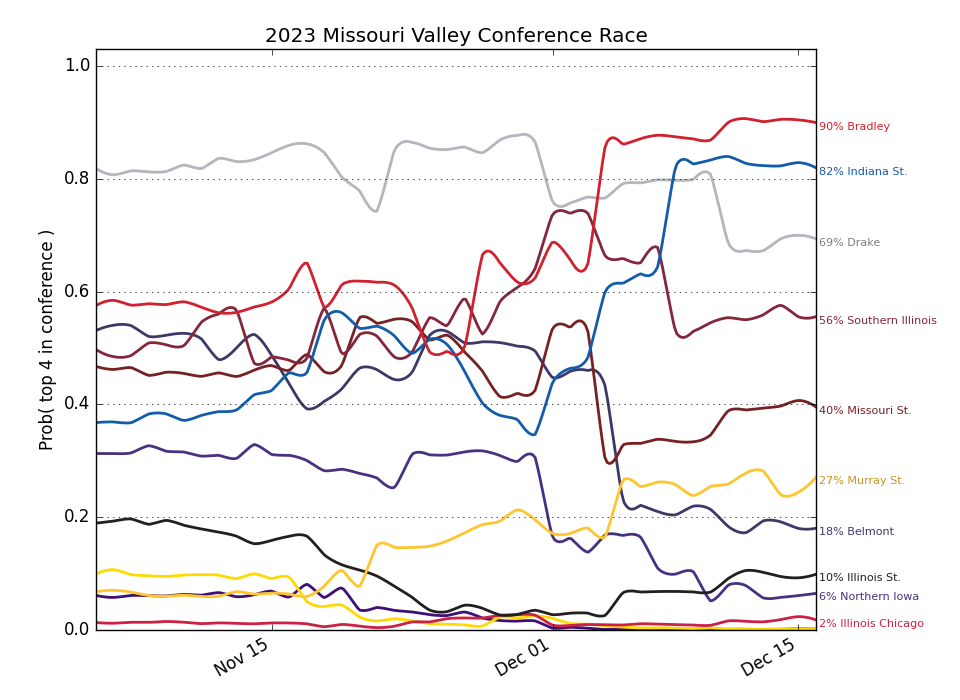 2023 Missouri Valley Conference Race
Prob( top 4 in conference )
1.0
0.8
0.6
0.4
0.2
0.0
Nov 15
Dec 01
Dec 15
90% Bradley
82% Indiana St.
69% Drake
56% Southern Illinois
40% Missouri St.
27% Murray St.
18% Belmont
10% Illinois St.
6% Northern Iowa
2% Illinois Chicago